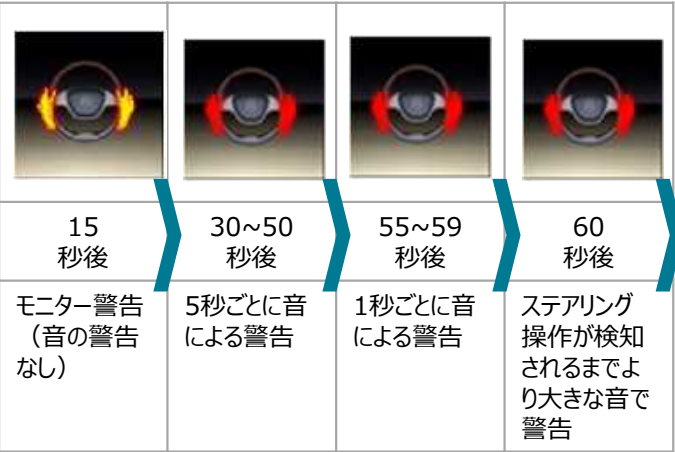 15
秒後
30~50
秒後
55~59
秒後
60
秒後
モニター警告
（音の警告
なし）
5秒ごとに音
による警告
1秒ごとに音
による警告
ステアリング
操作が検知
されるまでよ
り大きな音で
警告